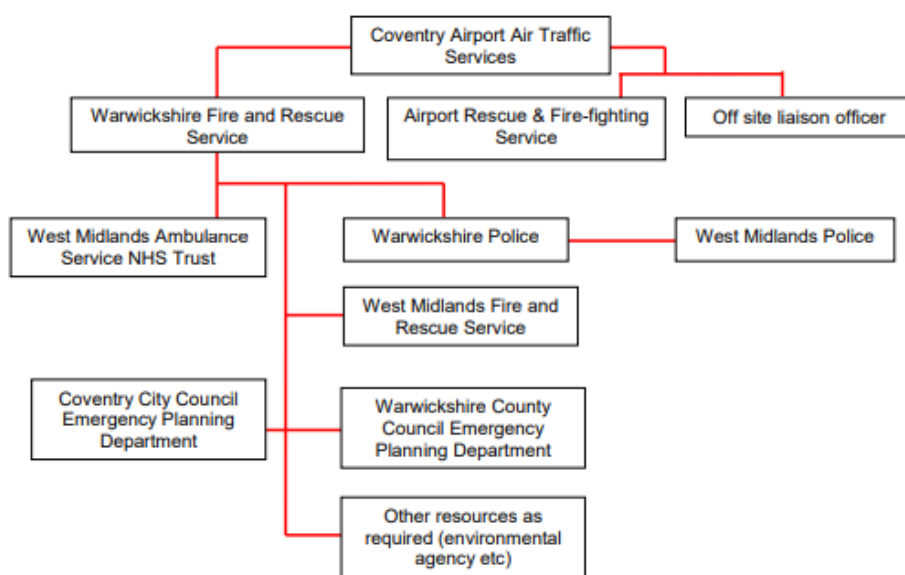 Coventry Airport Air Traffic
Services
Warwickshire Fire and Rescue
Service
Airport Rescue & Fire-fighting
Service
Off site liaison officer
West Midlands Ambulance
Service NHS Trust
Warwickshire Police
West Midlands Police
West Midlands Fire and
Rescue Service
Coventry City Council
Emergency Planning
Department
Warwickshire County
Council Emergency
Planning Department
Other resources as
required (environmental
agency etc)